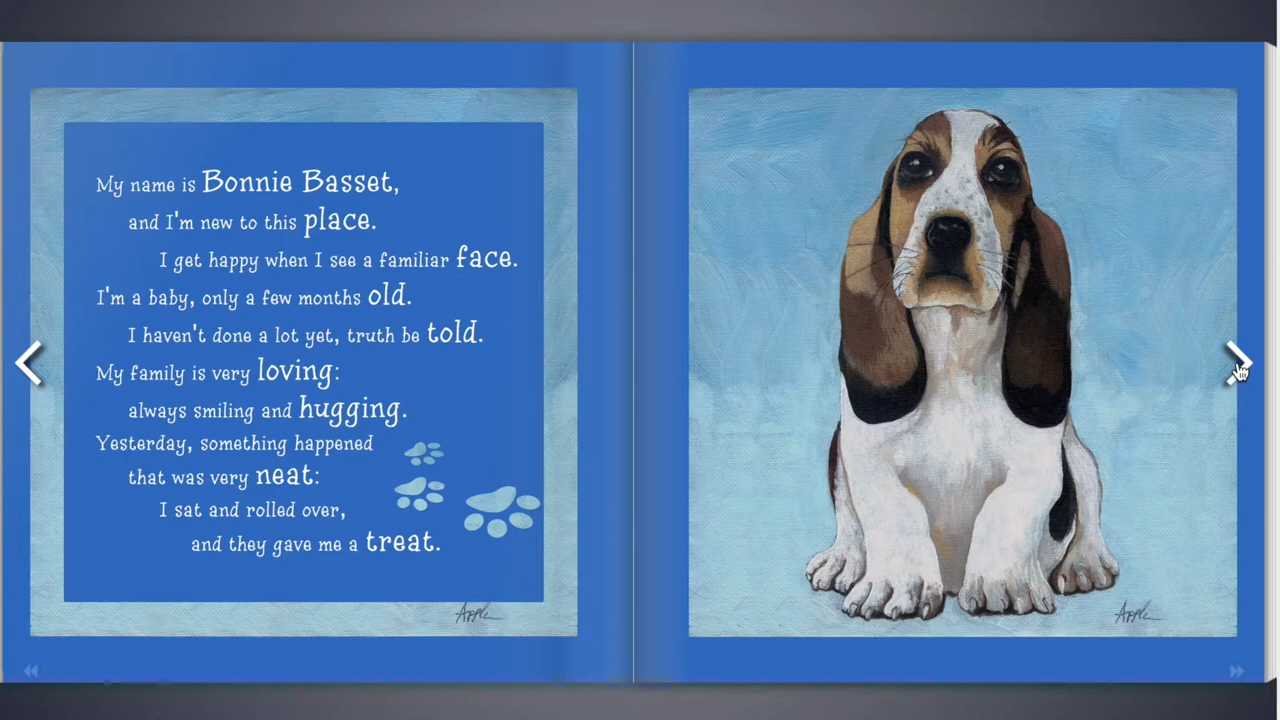 My name is Bonnie Basset,
and I'm new to this place.
I get happy when I see a familiar face.
I'm a baby, only a few months old.
I haven't done a lot yet, truth be told.
My family is very loving:
always smiling and hugging.
Yesterday, something happened
that was very neat:
I sat and rolled over,
and they gave me a treat.
Apple
Apple